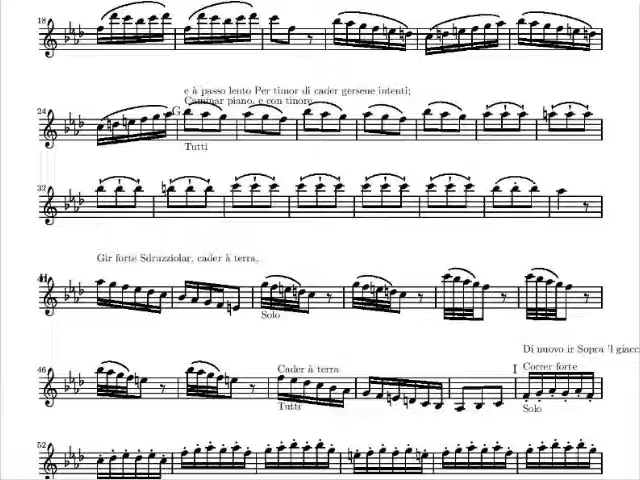 18
e à passo lento Per timor di cader gersene intenti;
24
G
Caminar piano, e con timore.
Tutti
32
Gir forte Sdruzziolar, cader à terra,
41
Solo
Di nuovo ir Sopra 'l giacc
46
Cader à terra
I
Correr forte
Tutti
Solo
52